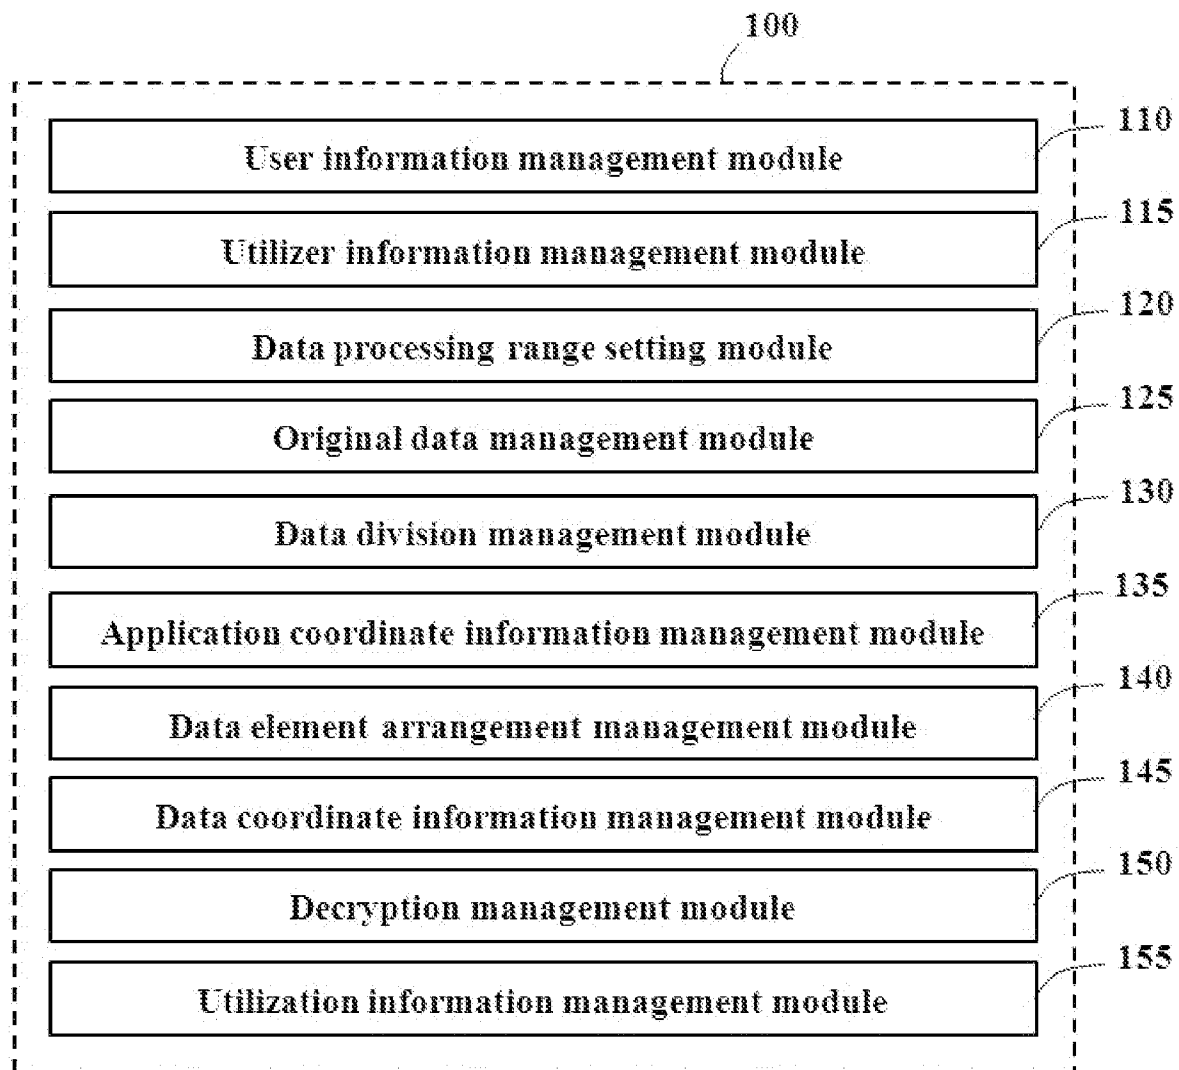 100
110
User information management module
115
Utilizer information management module
120
Data processing range setting module
125
Original data management module
130
Data division management module
135
Application coordinate information management module
140
Data element arrangement management module
145
Data coordinate information management module
150
Decryption management module
155
Utilization information management module